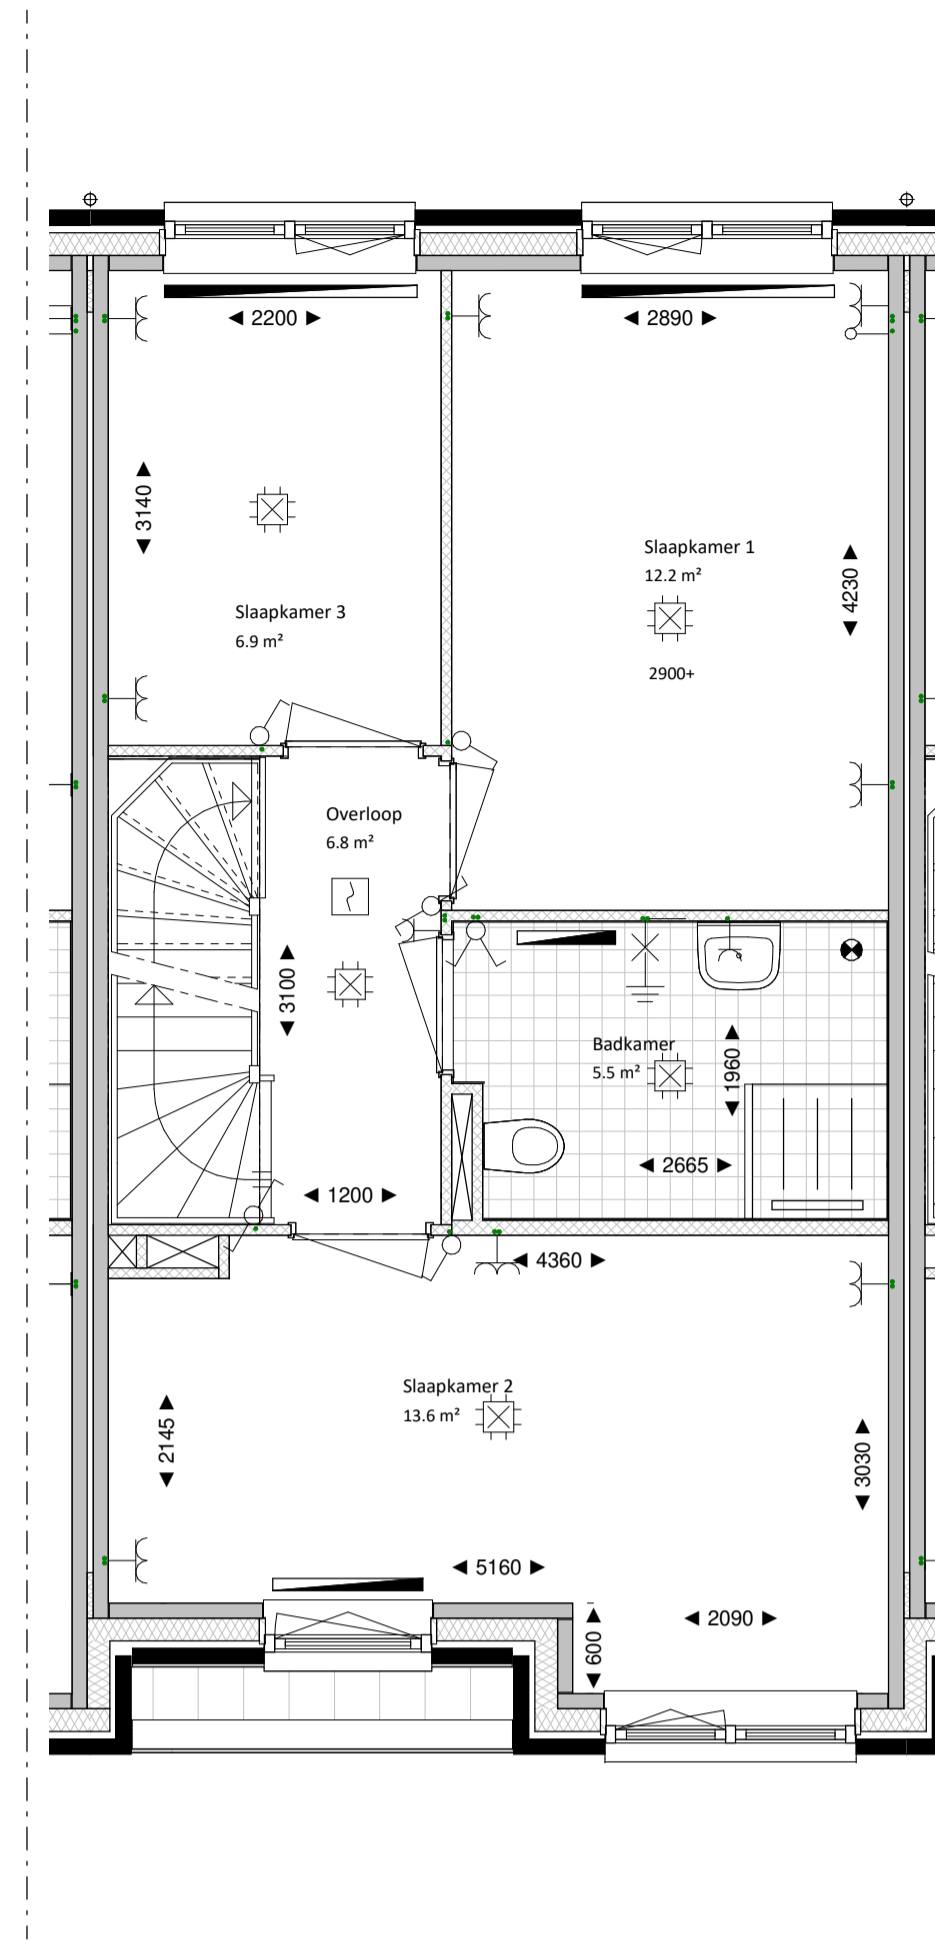 2200
2890
3140
Slaapkamer 1
12.2 m²
4230
Slaapkamer 3
6.9 m²
2900+
Overloop
6.8 m²
3100
Badkamer
5.5 m²
1960
2665
1200
4360
Slaapkamer 2
13.6 m²
2145
3030
5160
2090
600